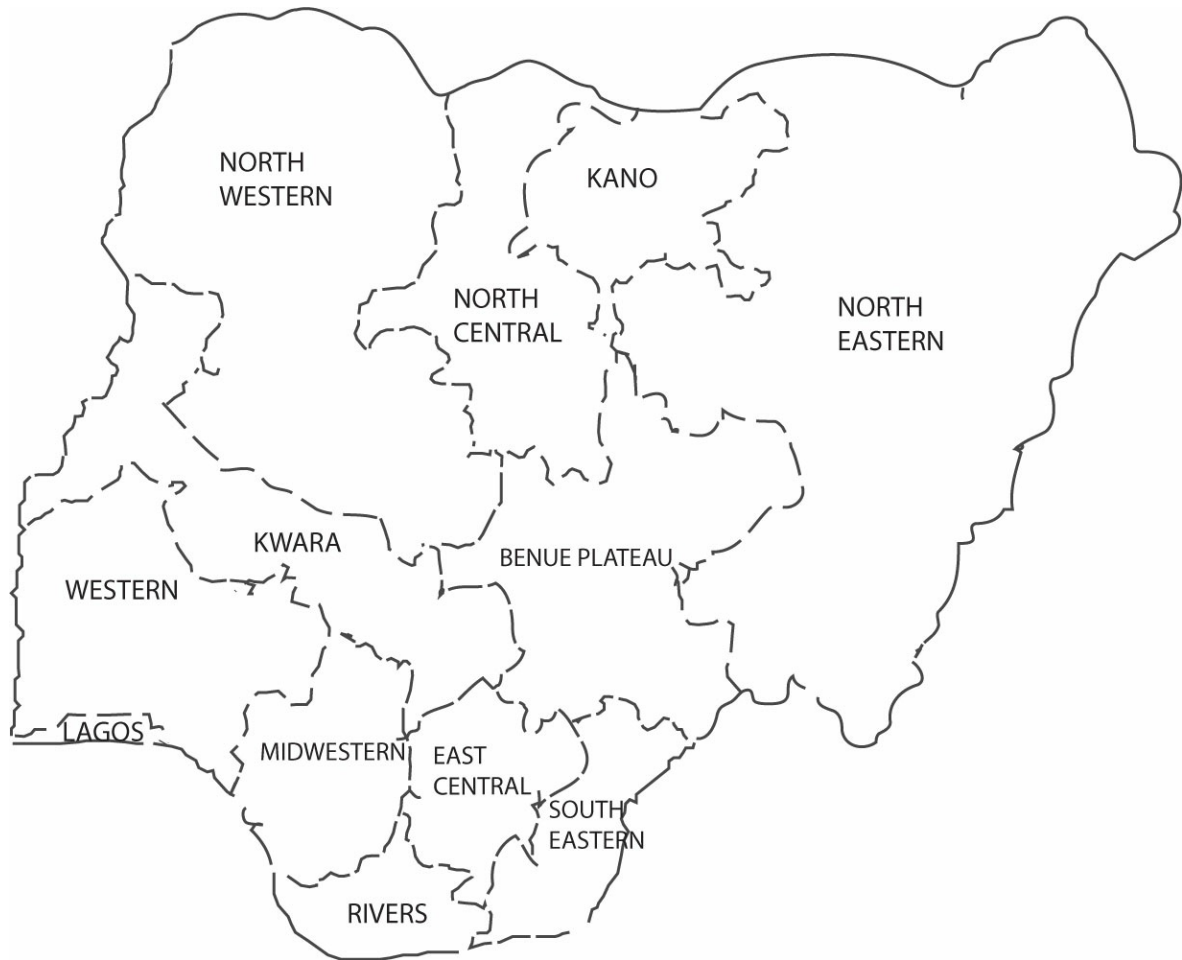 NORTH
WESTERN
KANO
NORTH
CENTRAL
NORTH
EASTERN
KWARA
BENUE PLATEAU
WESTERN
LAGOS
MIDWESTERN
EAST
CENTRAL
SOUTH
EASTERN
RIVERS